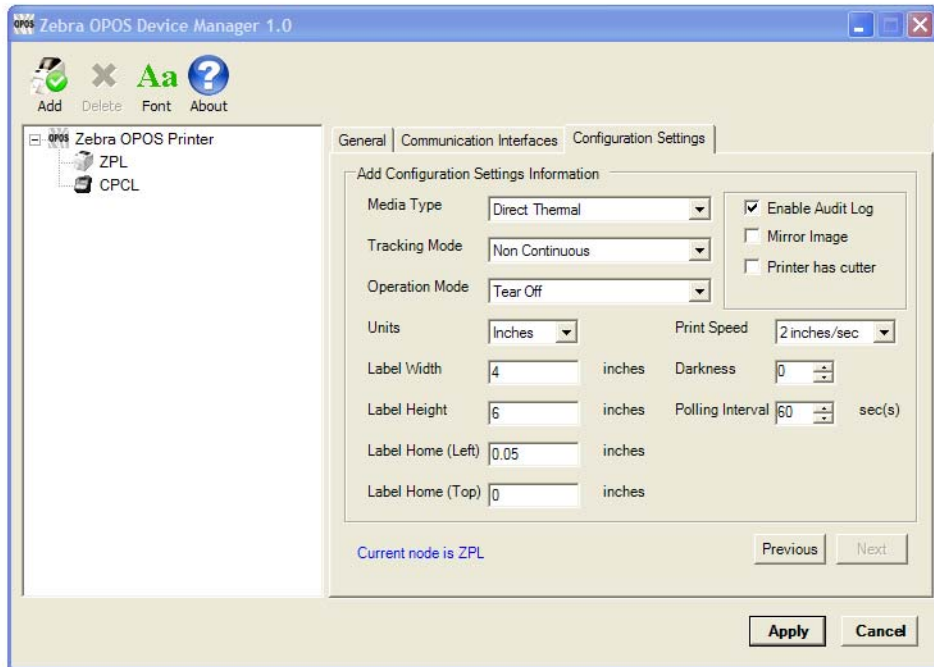 OPOS Zebra OPOS Device Manager 1.0
Aa
Add Delete Font About
OPOS Zebra OPOS Printer
ZPL
CPCL
General Communication Interfaces Configuration Settings
Add Configuration Settings Information
Media Type Direct Thermal
Enable Audit Log
Mirror Image
Printer has cutter
Tracking Mode Non Continuous
Operation Mode Tear Off
Units Inches Print Speed 2 inches/sec
Label Width 4 inches Darkness 0
Label Height 6 inches Polling Interval 60 sec(s)
Label Home (Left) 0.05 inches
Label Home (Top) 0 inches
Current node is ZPL
Previous Next
Apply Cancel